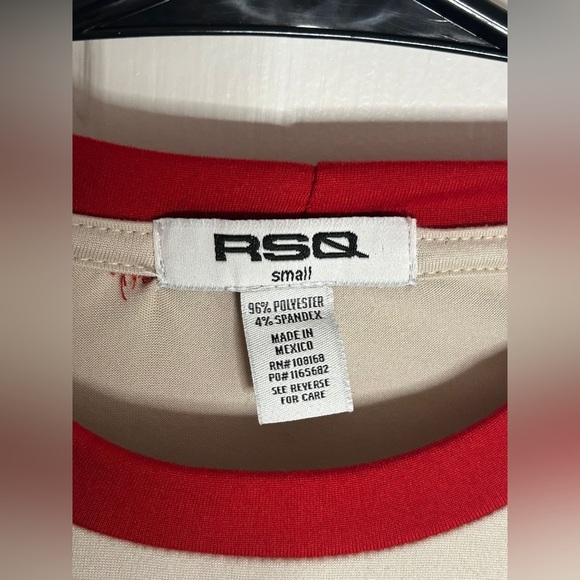 RSQ
small
96% POLYESTER
4% SPANDEX
MADE IN
MEXICO
RN#108168
PO#1165682
SEE REVERSE
FOR CARE